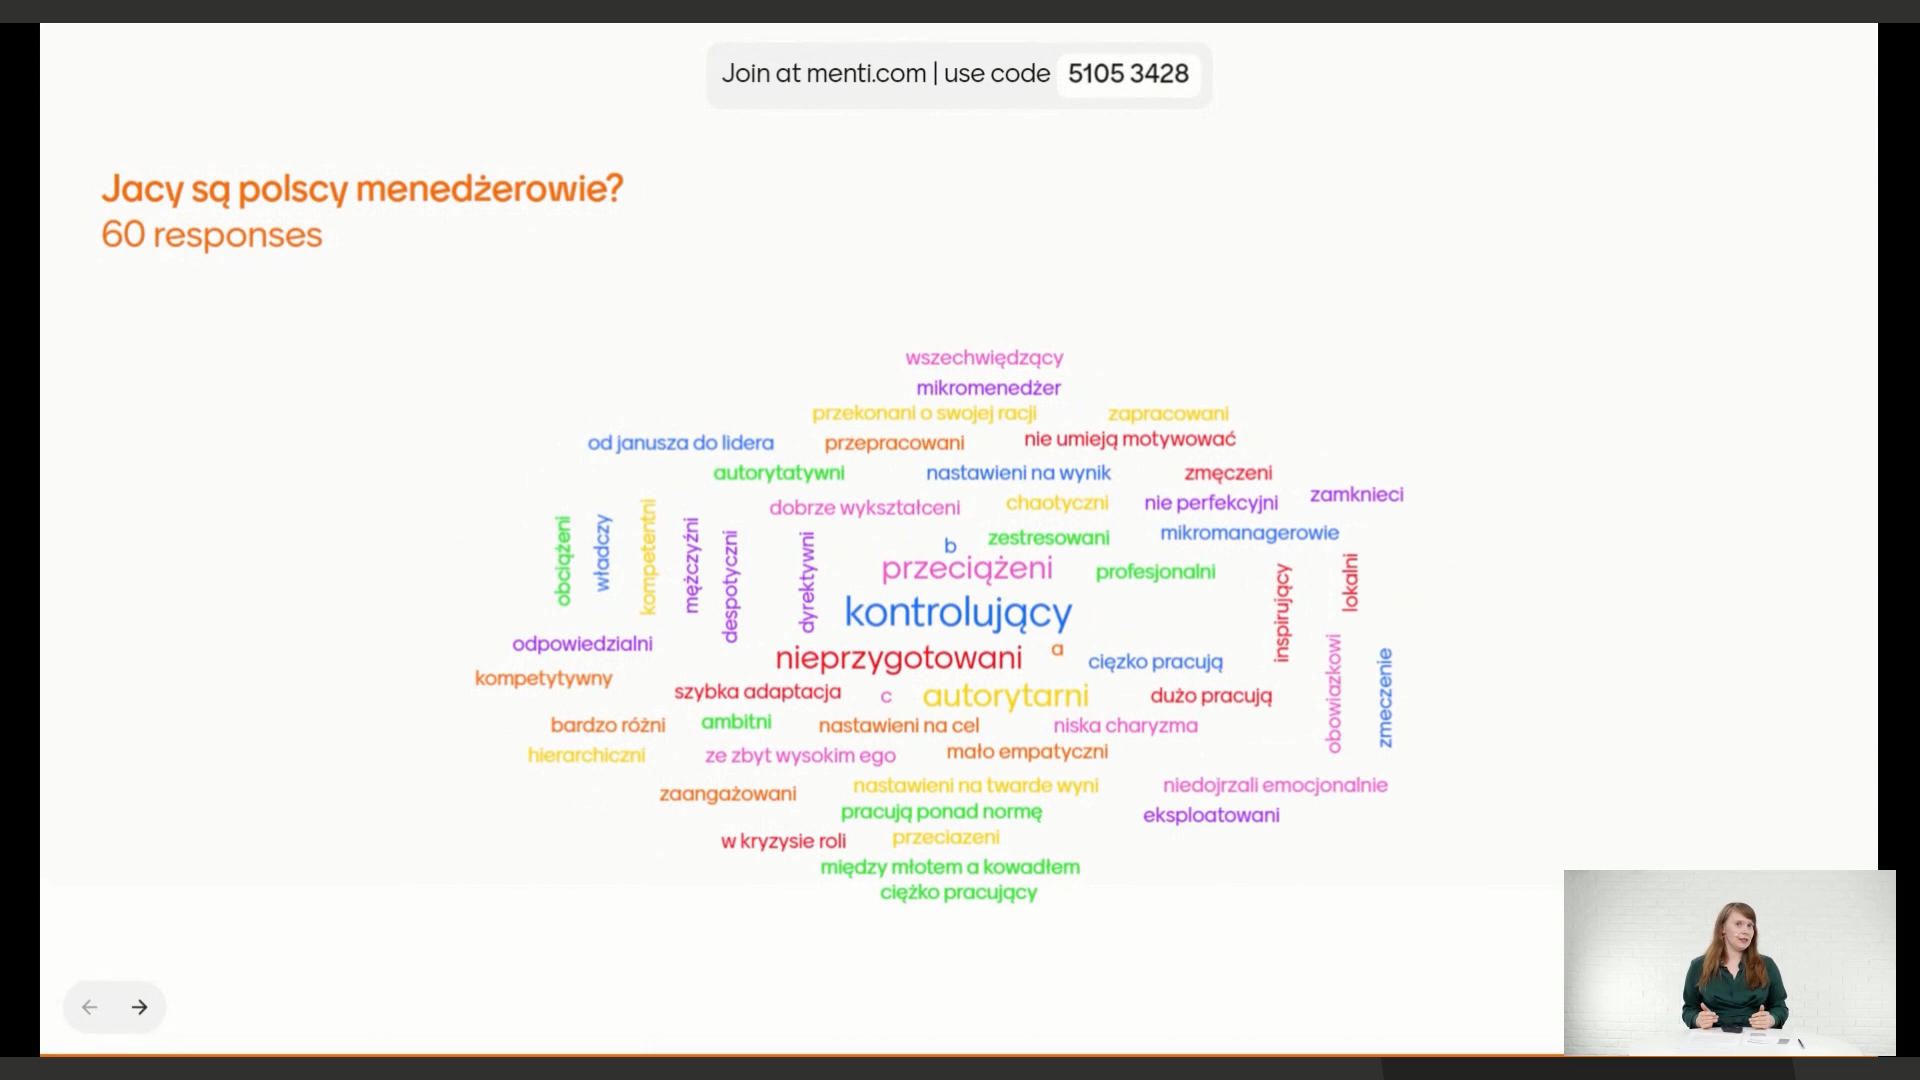 Join at menti.com | use code 5105 3428
Jacy są polscy menedżerowie?
60 responses
wszechwiędzący
mikromenedżer
przekonani o swojej racji
zapracowani
od janusza do lidera
przepracowani
nie umieją motywować
autorytatywni
nastawieni na wynik
zmęczeni
zamknieci
dobrze wykształceni
chaotyczni
nie perfekcyjni
obciążeni
władczy
kompetentni
mężczyźni
despotyczni
dyrektywni
b
zestresowani
mikromanagerowie
przeciążeni
profesjonalni
inspirujący
lokalni
kontrolujący
odpowiedzialni
nieprzygotowani
a
cięzko pracują
obowiazkowi
zmeczenie
kompetytywny
szybka adaptacja
c
autorytarni
dużo pracują
bardzo różni
ambitni
nastawieni na cel
niska charyzma
hierarchiczni
ze zbyt wysokim ego
mało empatyczni
zaangażowani
nastawieni na twarde wyni
niedojrzali emocjonalnie
pracują ponad normę
eksploatowani
w kryzysie roli
przeciazeni
między młotem a kowadłem
ciężko pracujący